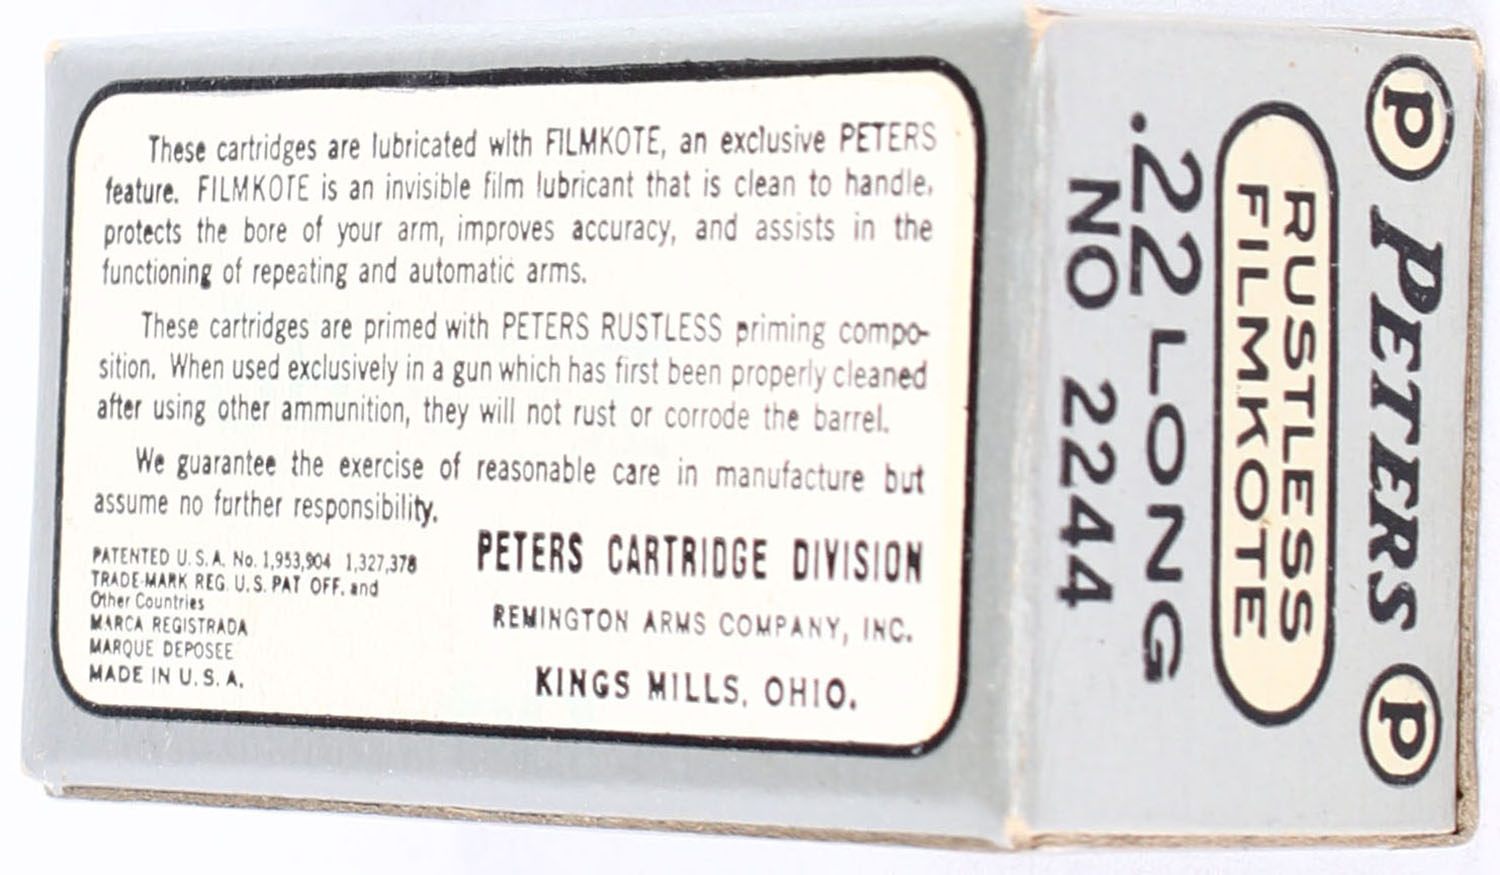 These cartridges are lubricated with FILMKOTE, an exclusive PETERS
feature. FILMKOTE is an invisible film lubricant that is clean to handle,
protects the bore of your arm, improves accuracy, and assists in the
functioning of repeating and automatic arms.
These cartridges are primed with PETERS RUSTLESS priming compo-
sition. When used exclusively in a gun which has first been properly cleaned
after using other ammunition, they will not rust or corrode the barrel.
We guarantee the exercise of reasonable care in manufacture but
assume no further responsibility.
PATENTED U.S.A. No. 1,953,904 1,327,378
TRADE-MARK REG. U.S. PAT OFF. and
Other Countries
MARCA REGISTRADA
MARQUE DEPOSEE
MADE IN U.S.A.
PETERS CARTRIDGE DIVISION
REMINGTON ARMS COMPANY, INC.
KINGS MILLS, OHIO.
P PETERS P
RUSTLESS
FILMKOTE
.22 LONG
NO 2244